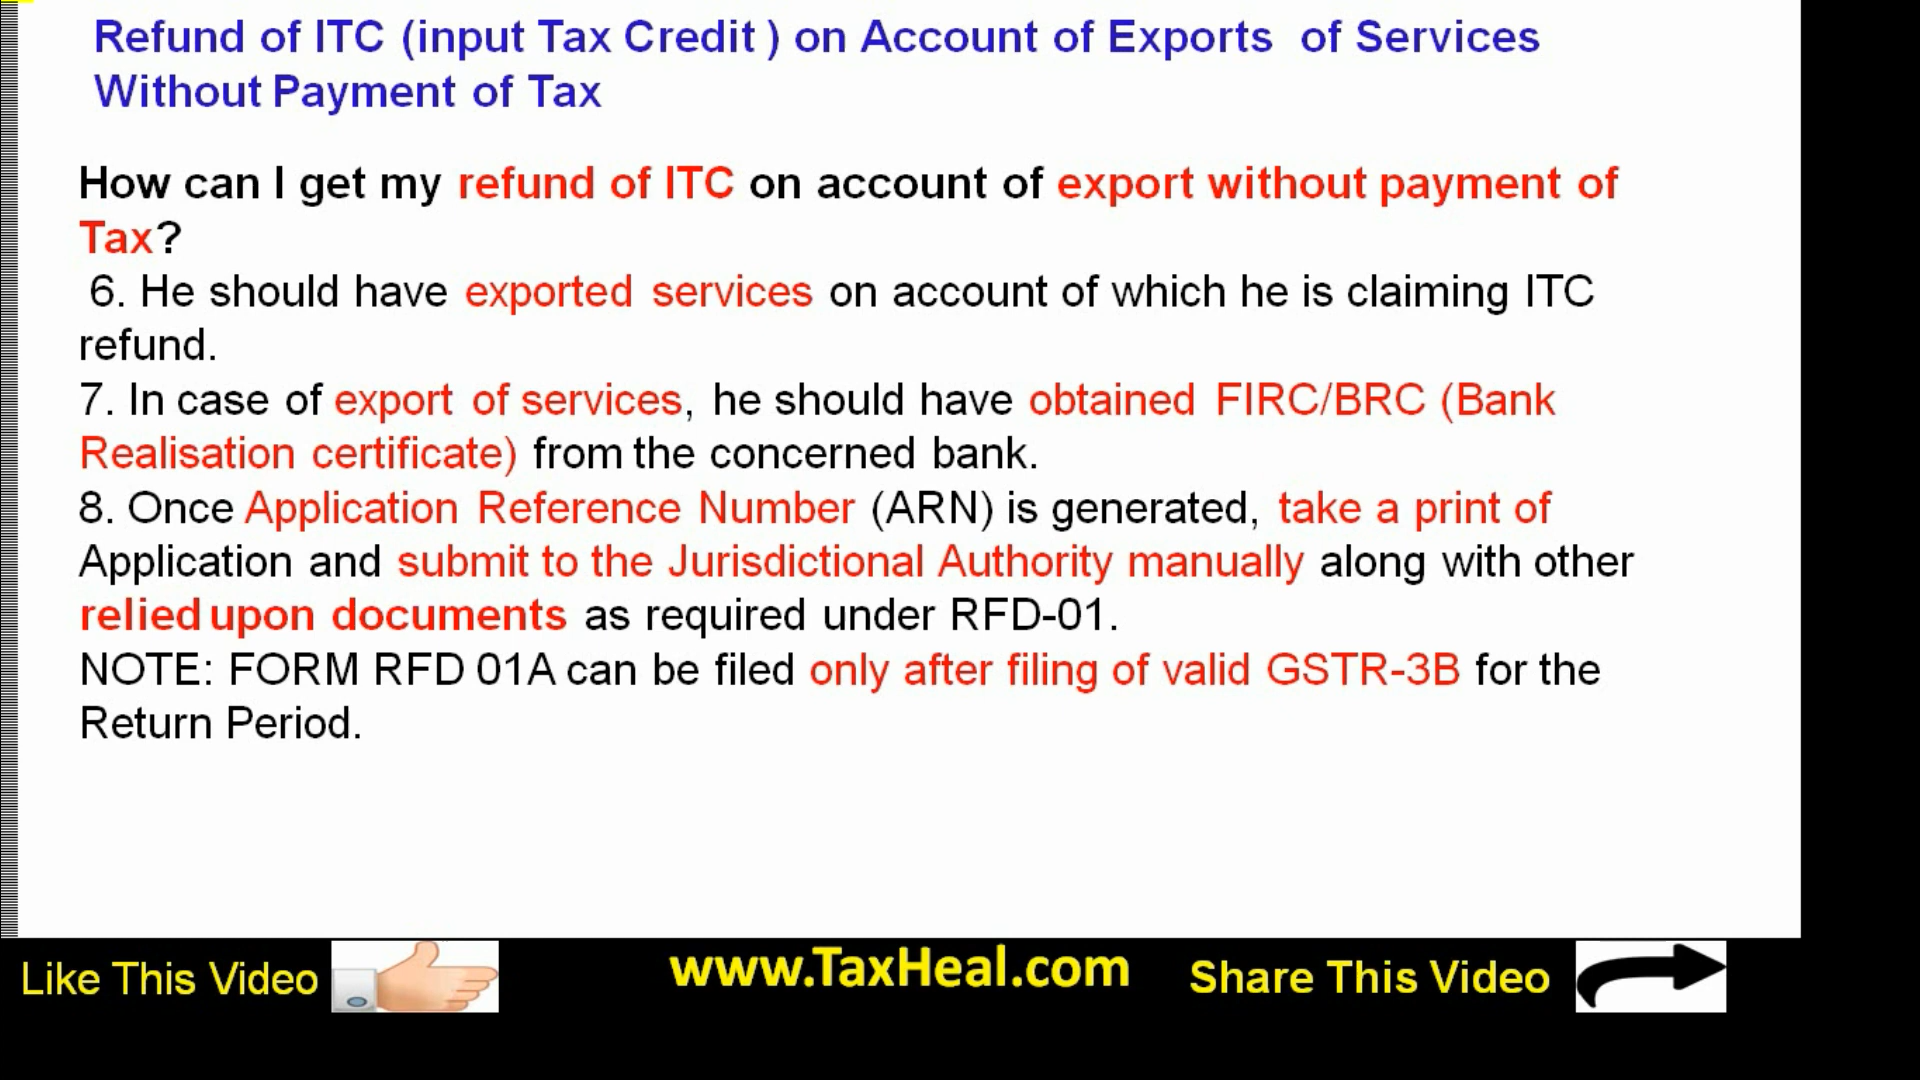 Refund of ITC (input Tax Credit ) on Account of Exports of Services
Without Payment of Tax
How can I get my refund of ITC on account of export without payment of
Tax?
6. He should have exported services on account of which he is claiming ITC
refund.
7. In case of export of services, he should have obtained FIRC/BRC (Bank
Realisation certificate) from the concerned bank.
8. Once Application Reference Number (ARN) is generated, take a print of
Application and submit to the Jurisdictional Authority manually along with other
relied upon documents as required under RFD-01.
NOTE: FORM RFD 01A can be filed only after filing of valid GSTR-3B for the
Return Period.
Like This Video www.TaxHeal.com Share This Video